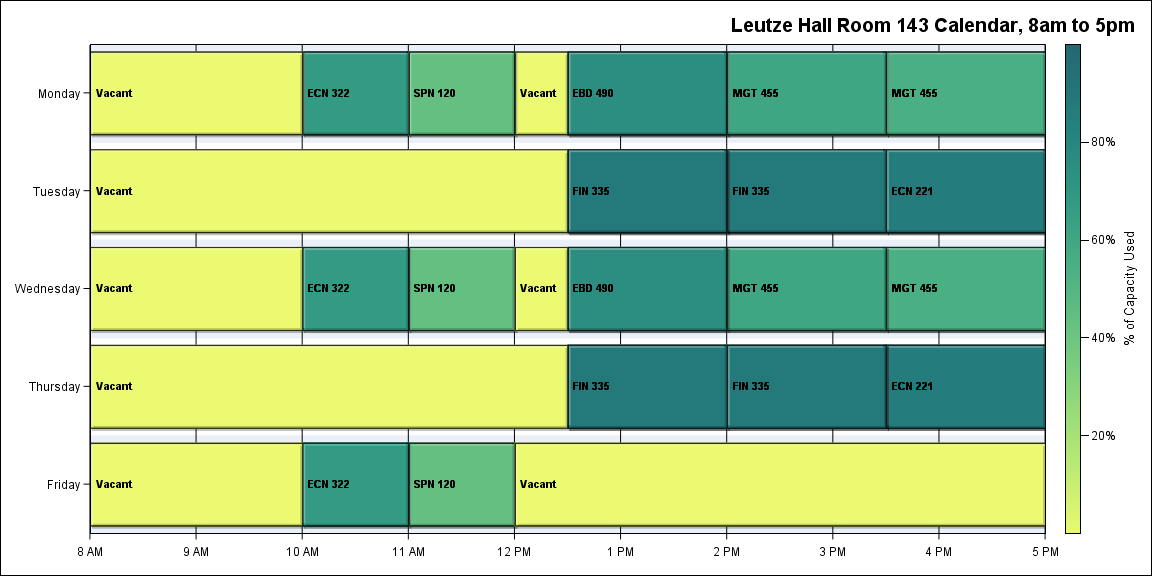 Leutze Hall Room 143 Calendar, 8am to 5pm
Monday
Vacant
ECN 322
SPN 120
Vacant
EBD 490
MGT 455
MGT 455
Tuesday
Vacant
FIN 335
FIN 335
ECN 221
Wednesday
Vacant
ECN 322
SPN 120
Vacant
EBD 490
MGT 455
MGT 455
Thursday
Vacant
FIN 335
FIN 335
ECN 221
Friday
Vacant
ECN 322
SPN 120
Vacant
8 AM
9 AM
10 AM
11 AM
12 PM
1 PM
2 PM
3 PM
4 PM
5 PM
80%
60%
40%
20%
% of Capacity Used